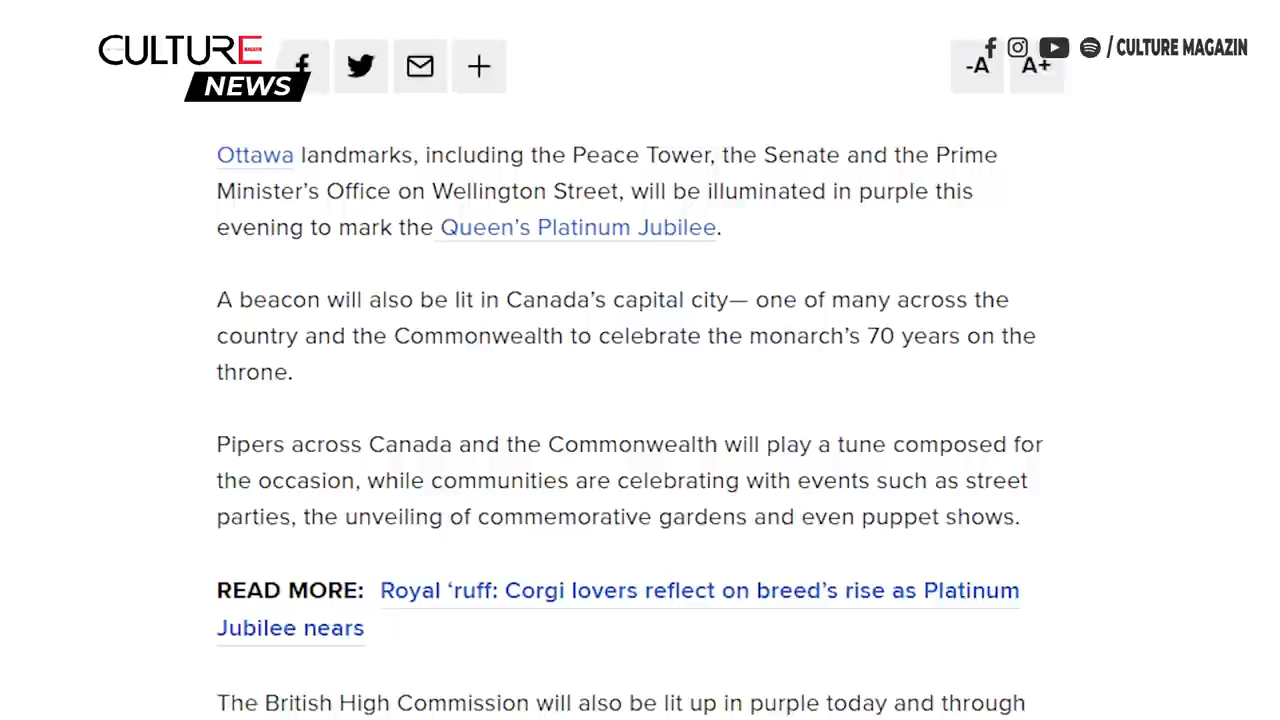 CULTURE
NEWS
-A A+
/ CULTURE MAGAZIN
Ottawa landmarks, including the Peace Tower, the Senate and the Prime
Minister’s Office on Wellington Street, will be illuminated in purple this
evening to mark the Queen’s Platinum Jubilee.
A beacon will also be lit in Canada’s capital city— one of many across the
country and the Commonwealth to celebrate the monarch’s 70 years on the
throne.
Pipers across Canada and the Commonwealth will play a tune composed for
the occasion, while communities are celebrating with events such as street
parties, the unveiling of commemorative gardens and even puppet shows.
READ MORE: Royal ‘ruff: Corgi lovers reflect on breed’s rise as Platinum
Jubilee nears
The British High Commission will also be lit up in purple today and through